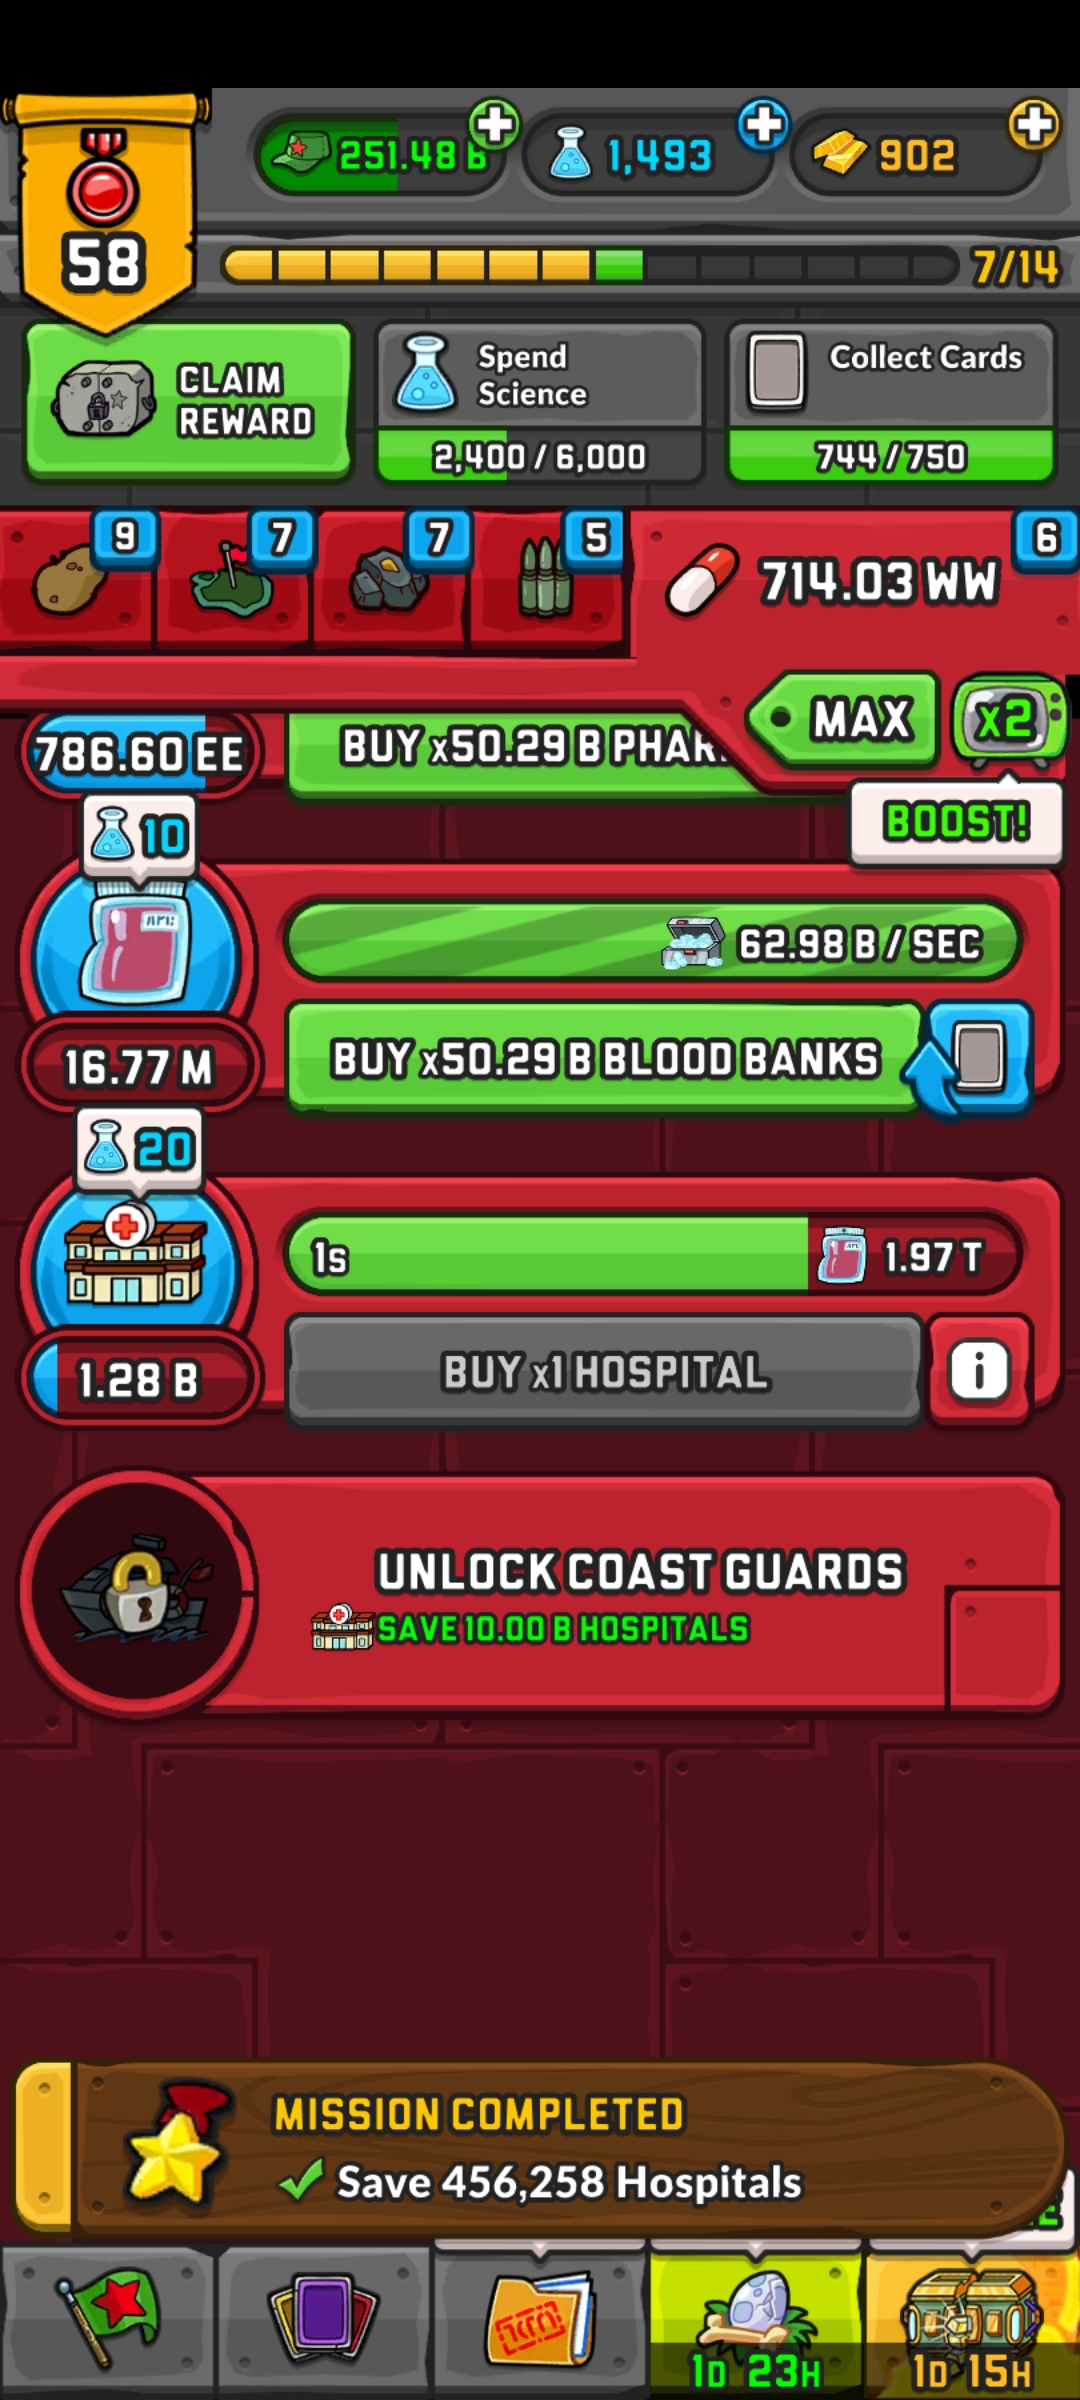 58
251.48 B
1,493
902
7/14
CLAIM
REWARD
Spend
Science
2,400 / 6,000
Collect Cards
744 / 750
9
7
7
5
6
714.03 WW
MAX
x2
BOOST!
786.60 EE
BUY x50.29 B PHAR
10
62.98 B / SEC
16.77 M
BUY x50.29 B BLOOD BANKS
20
1s
1.97 T
1.28 B
BUY x1 HOSPITAL
i
UNLOCK COAST GUARDS
SAVE 10.00 B HOSPITALS
MISSION COMPLETED
Save 456,258 Hospitals
1D 23H
1D 15H